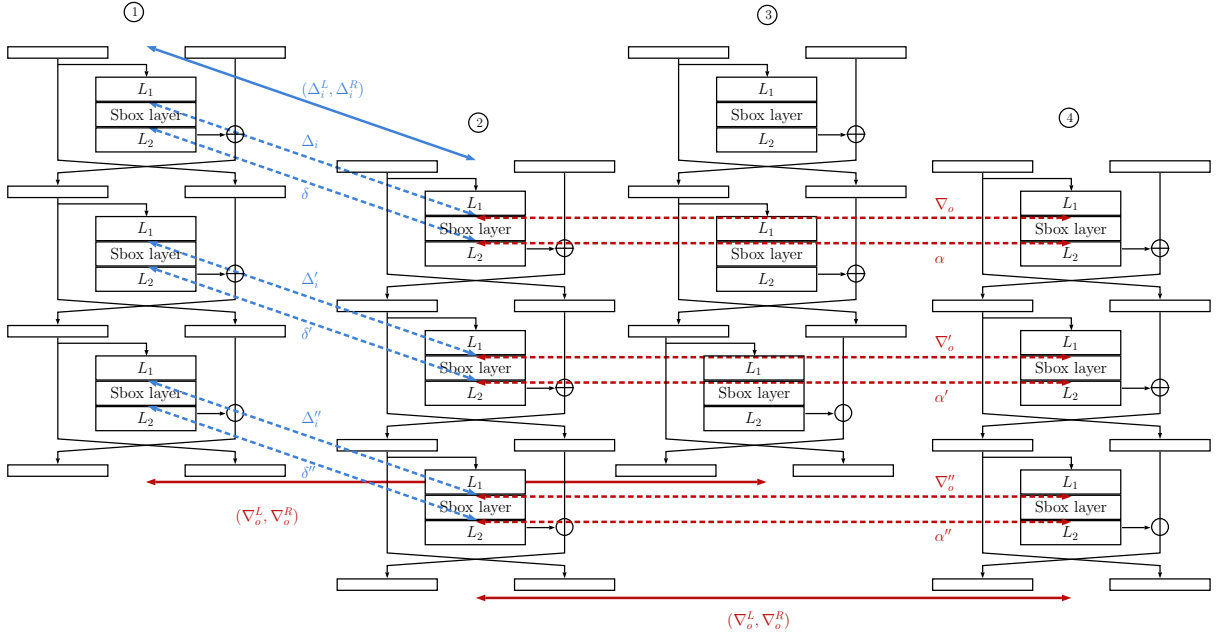 ①
③
(Δ_i^L, Δ_i^R)
L_1
Sbox layer
L_2
L_1
Sbox layer
L_2
②
④
Δ_i
δ
L_1
Sbox layer
L_2
L_1
Sbox layer
L_2
L_1
Sbox layer
L_2
L_1
Sbox layer
L_2
∇_o
α
Δ_i'
δ'
L_1
Sbox layer
L_2
L_1
Sbox layer
L_2
L_1
Sbox layer
L_2
L_1
Sbox layer
L_2
∇_o'
α'
Δ_i''
δ''
L_1
Sbox layer
L_2
L_1
Sbox layer
L_2
∇_o''
α''
(∇_o^L, ∇_o^R)
(∇_o^L, ∇_o^R)